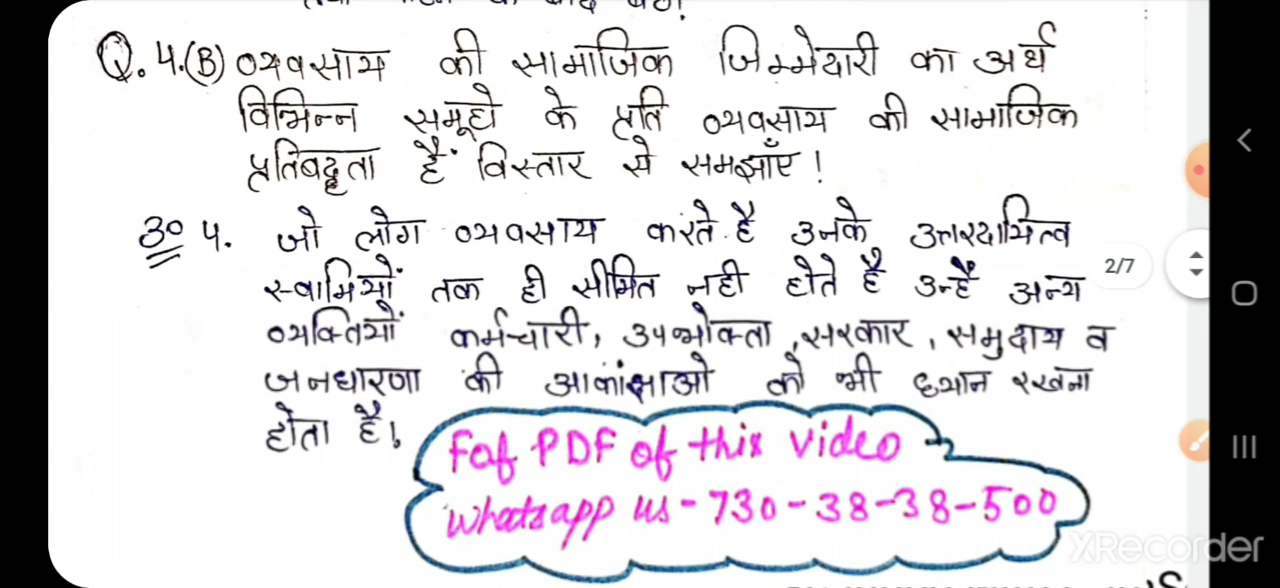 Q. 4.(B) व्यवसाय की सामाजिक जिम्मेदारी का अर्थ
विभिन्न समूहो के प्रति व्यवसाय की सामाजिक
प्रतिबद्धता हैं विस्तार से समझाएँ !
उ० 4. जो लोग व्यवसाय करते है उनके उत्तरदायित्व
स्वामियों तक ही सीमित नही होते है उन्हें अन्य
व्यक्तियों कर्मचारी, उपभोक्ता, सरकार, समुदाय व
जनधारणा की आकांक्षाओ को भी ध्यान रखना
होता है।
2/7
Faf PDF of this video
whatsapp us - 730-38-38-500
XRecorder